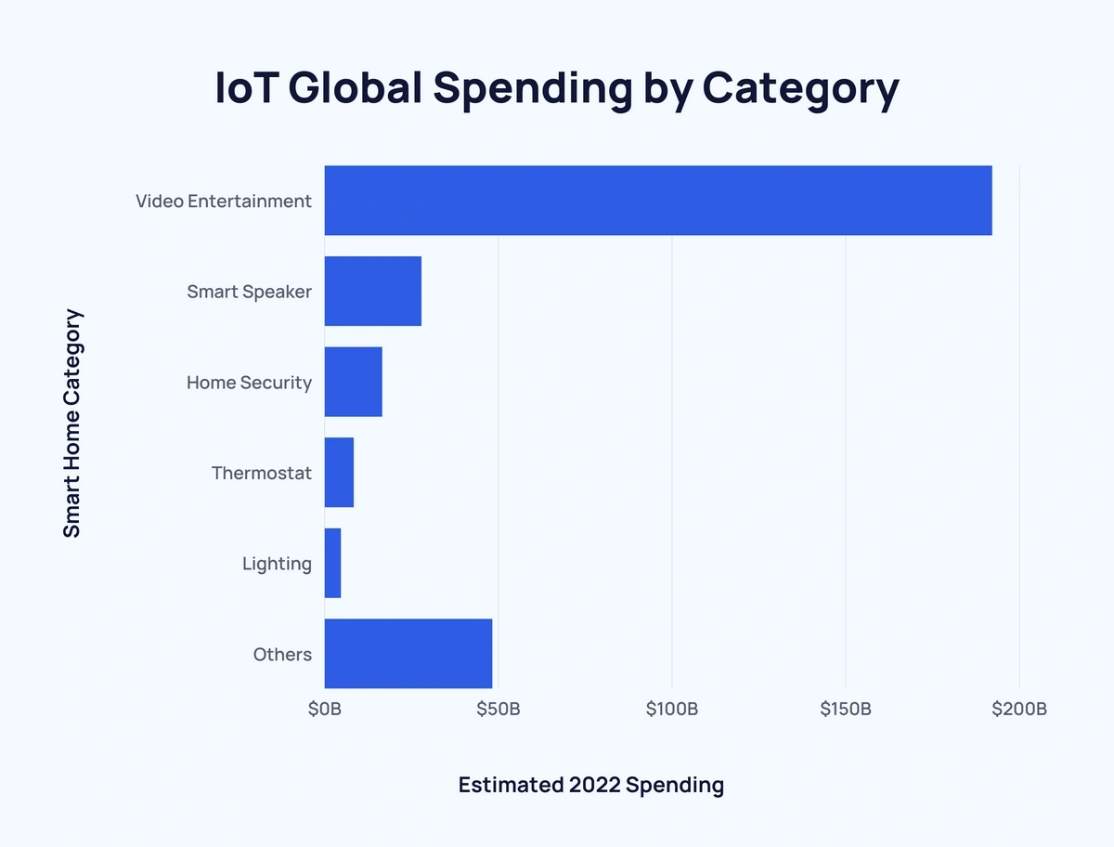 IoT Global Spending by Category
Smart Home Category
Video Entertainment
Smart Speaker
Home Security
Thermostat
Lighting
Others
$0B $50B $100B $150B $200B
Estimated 2022 Spending